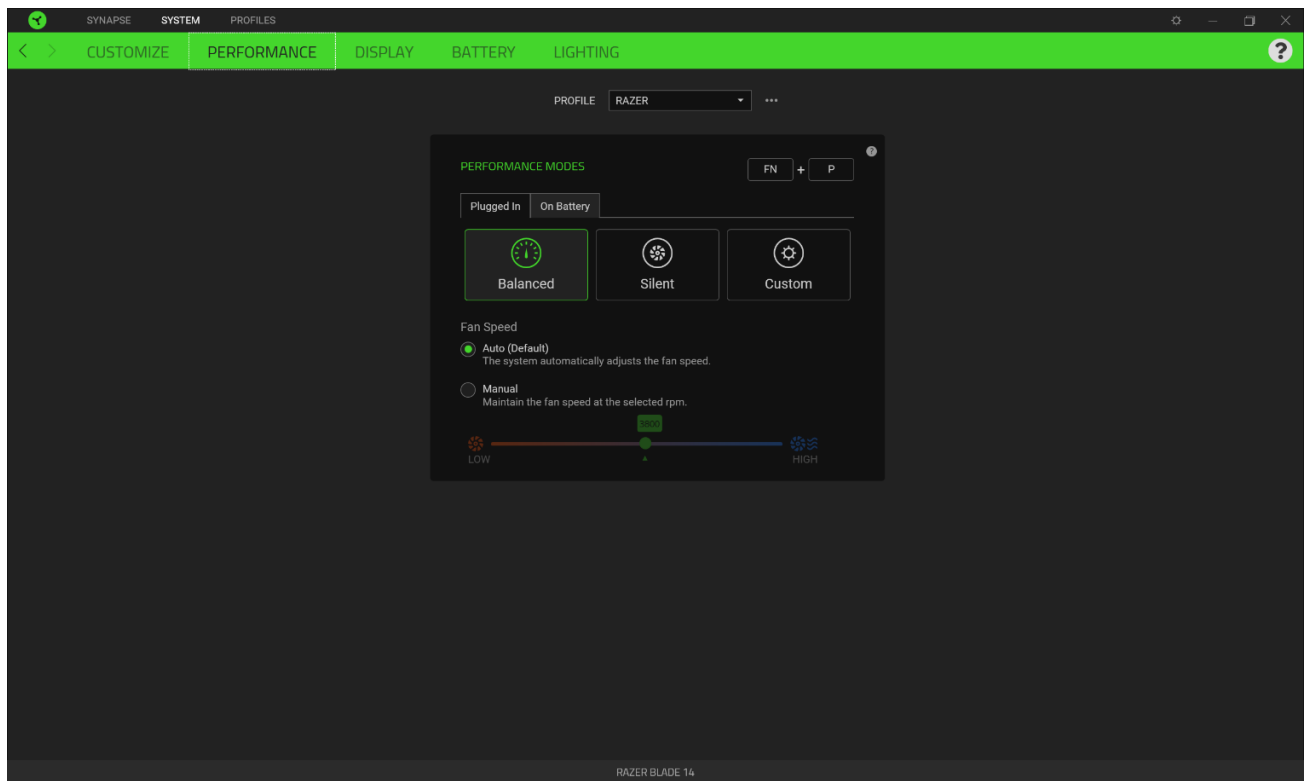 SYNAPSE SYSTEM PROFILES
CUSTOMIZE PERFORMANCE DISPLAY BATTERY LIGHTING ?
PROFILE RAZER
PERFORMANCE MODES FN + P ?
Plugged In On Battery
Balanced Silent Custom
Fan Speed
Auto (Default)
The system automatically adjusts the fan speed.
Manual
Maintain the fan speed at the selected rpm.
3800
LOW HIGH
RAZER BLADE 14